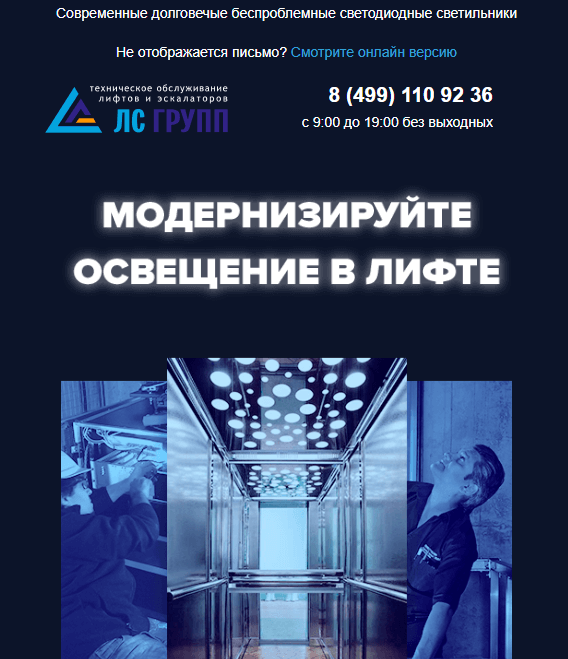 Современные долговечые беспроблемные светодиодные светильники
Не отображается письмо? Смотрите онлайн версию
техническое обслуживание
лифтов и эскалаторов
ЛС ГРУПП
8 (499) 110 92 36
с 9:00 до 19:00 без выходных
МОДЕРНИЗИРУЙТЕ
ОСВЕЩЕНИЕ В ЛИФТЕ